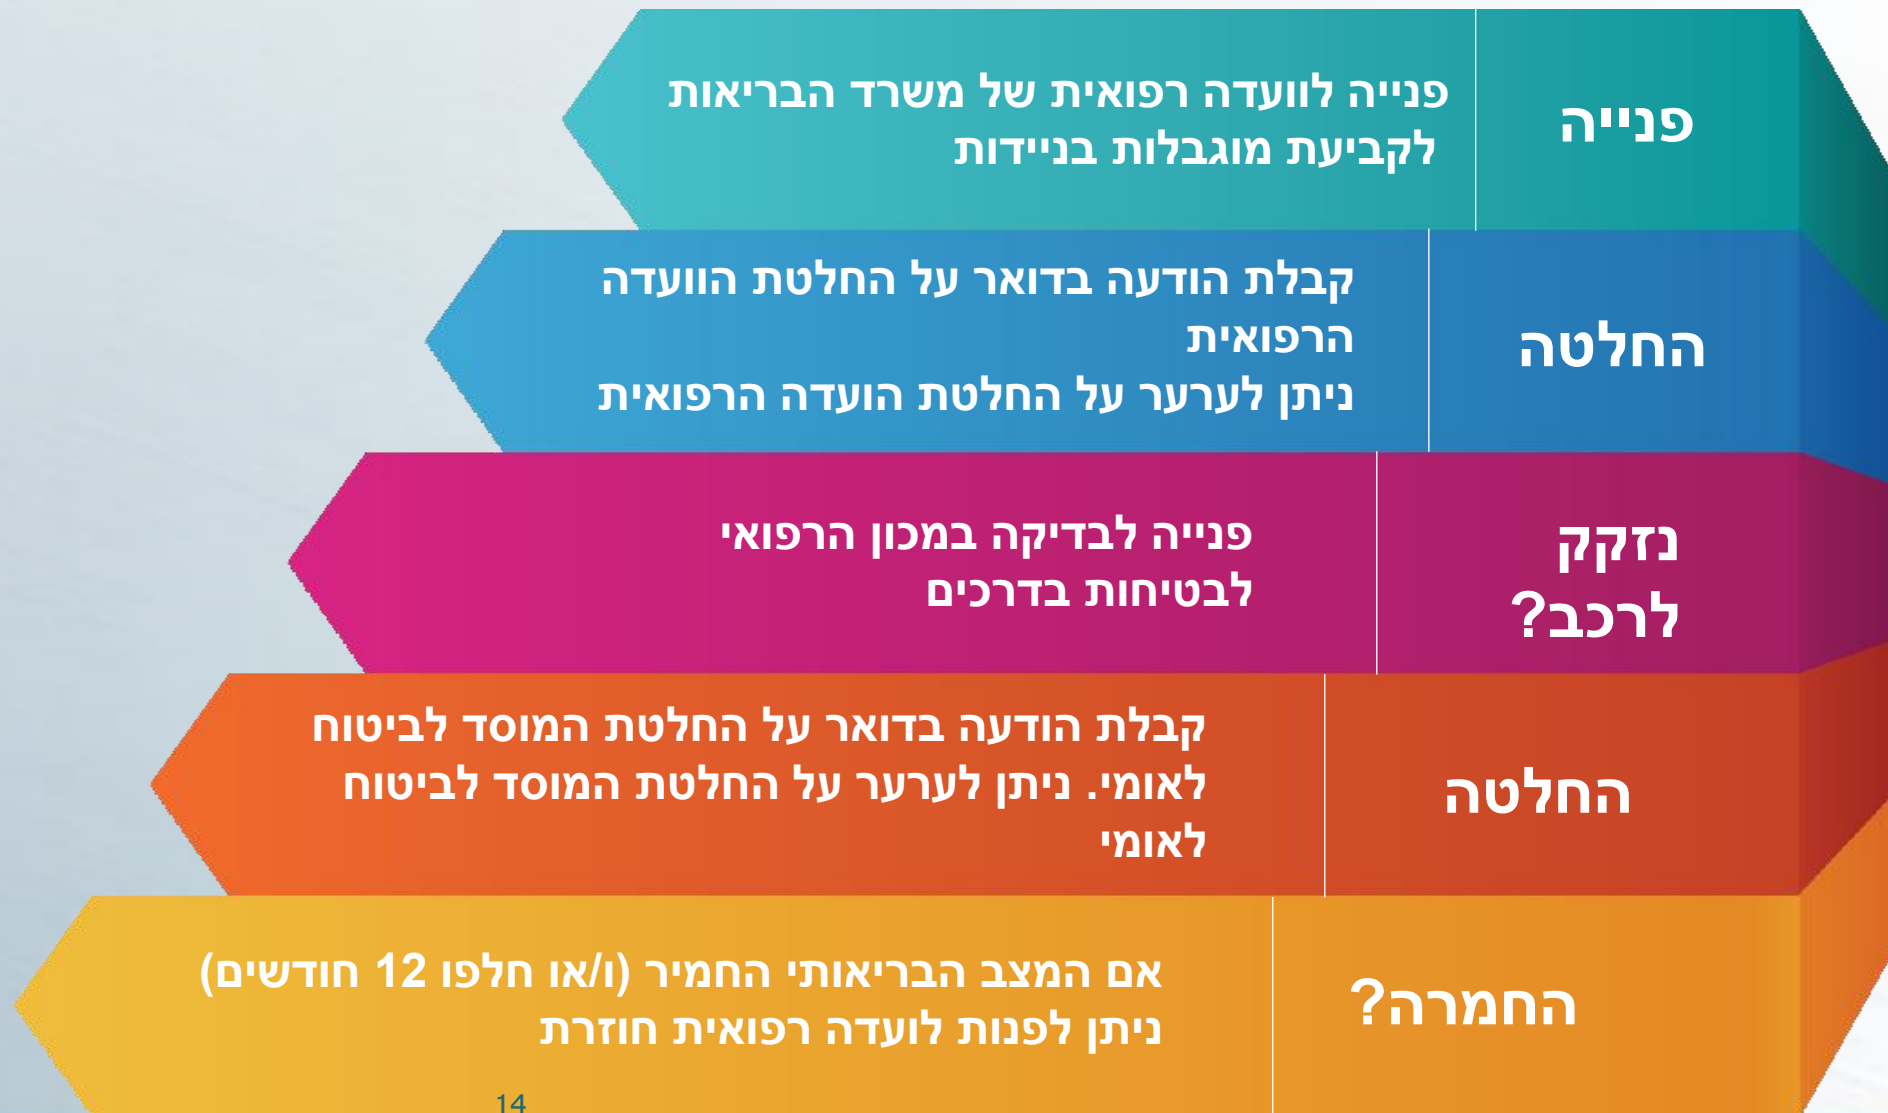 פנייה
פנייה לוועדה רפואית של משרד הבריאות
לקביעת מוגבלות בניידות
החלטה
קבלת הודעה בדואר על החלטת הוועדה
הרפואית
ניתן לערער על החלטת הועדה הרפואית
נזקק
לרכב?
פנייה לבדיקה במכון הרפואי
לבטיחות בדרכים
החלטה
קבלת הודעה בדואר על החלטת המוסד לביטוח
לאומי. ניתן לערער על החלטת המוסד לביטוח
לאומי
החמרה?
אם המצב הבריאותי החמיר (ו/או חלפו 12 חודשים)
ניתן לפנות לועדה רפואית חוזרת
14